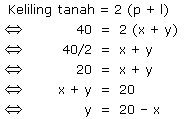 Keliling tanah = 2 (p + l)
⇔ 40 = 2 (x + y)
⇔ 40/2 = x + y
⇔ 20 = x + y
⇔ x + y = 20
⇔ y = 20 - x